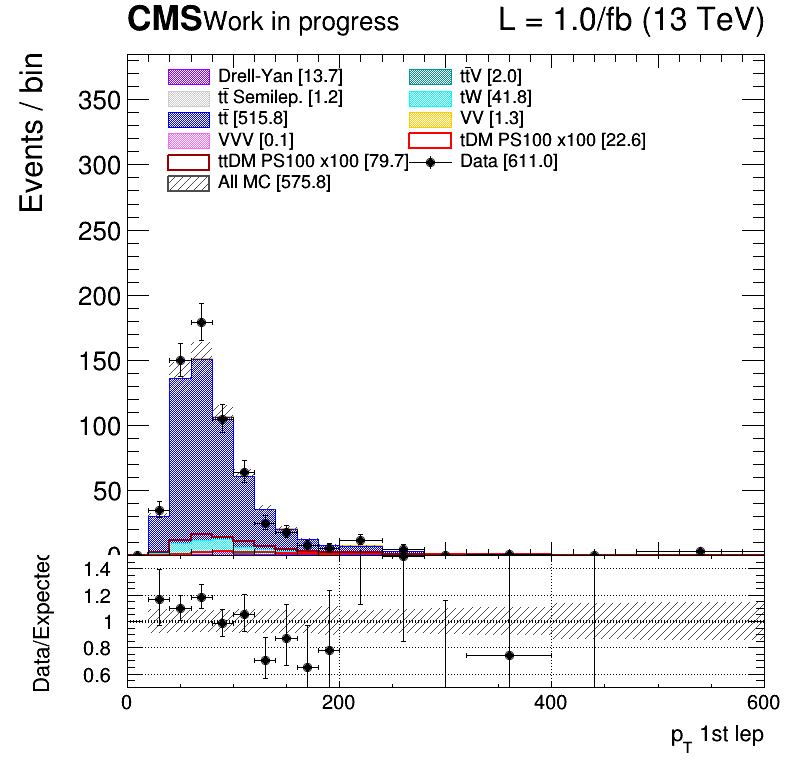 CMS Work in progress L = 1.0/fb (13 TeV)
Events / bin
350
300
250
200
150
100
50
0
Drell-Yan [13.7]
tt̄V [2.0]
tt̄ Semilep. [1.2]
tW [41.8]
tt̄ [515.8]
VV [1.3]
VVV [0.1]
tDM PS100 x100 [22.6]
ttDM PS100 x100 [79.7]
Data [611.0]
All MC [575.8]
Data/Expected
1.4
1.2
1
0.8
0.6
0 200 400 600
pT 1st lep